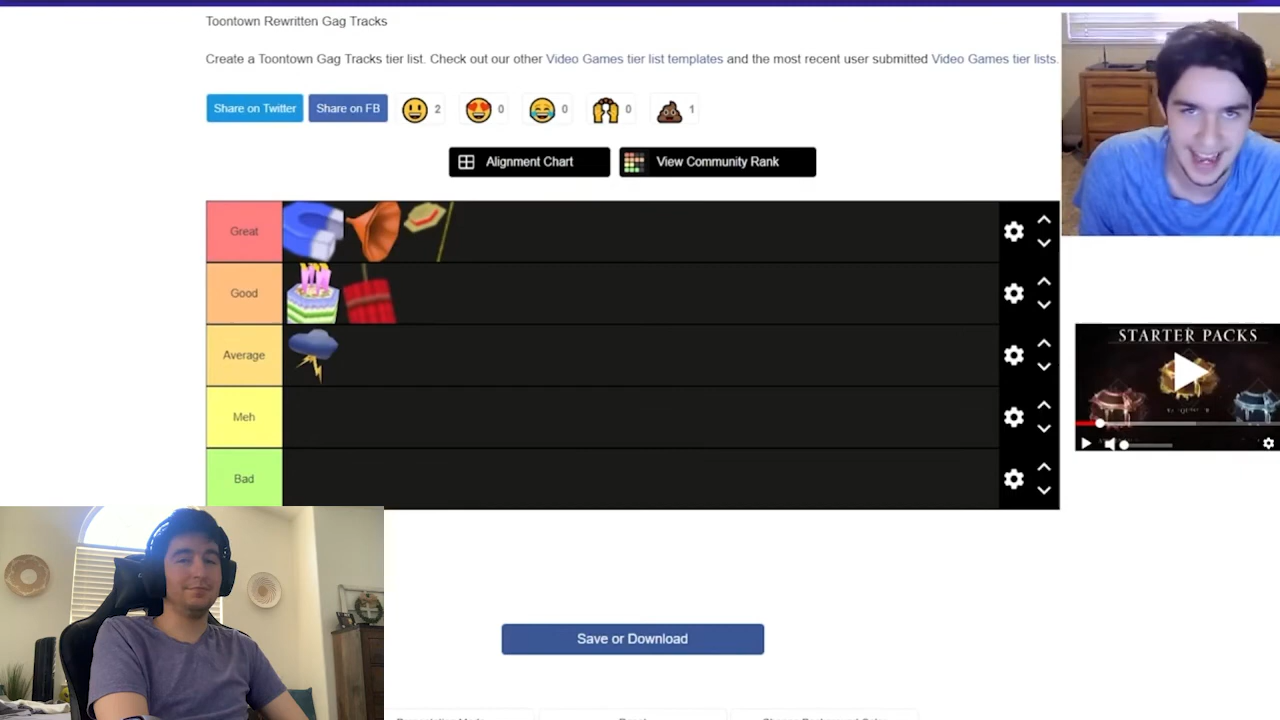 Toontown Rewritten Gag Tracks
Create a Toontown Gag Tracks tier list. Check out our other Video Games tier list templates and the most recent user submitted Video Games tier lists.
Share on Twitter
Share on FB
2
0
0
0
1
Alignment Chart
View Community Rank
Great
Good
Average
Meh
Bad
STARTER PACKS
Save or Download